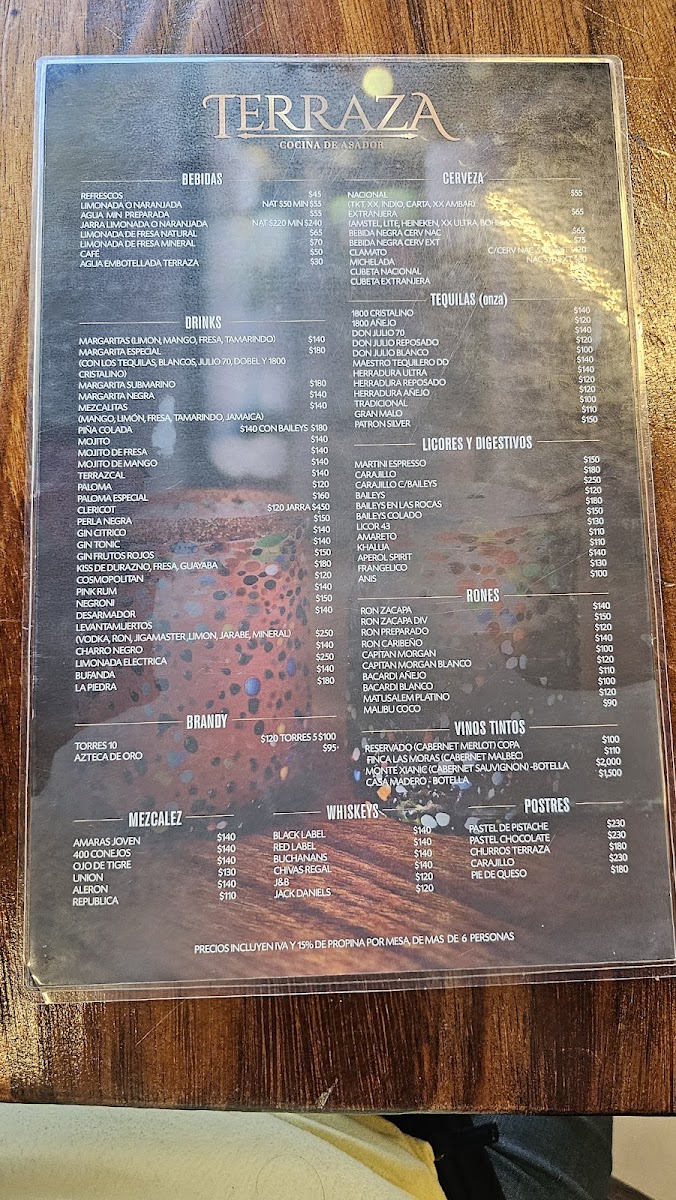 TERRAZA
COCINA DE ASADOR
BEBIDAS
REFRESCOS $45
LIMONADA O NARANJADA NAT $50 MIN $55
AGUA MIN PREPARADA $55
JARRA LIMONADA O NARANJADA NAT $220 MIN $240
LIMONADA DE FRESA NATURAL $65
LIMONADA DE FRESA MINERAL $70
CAFÉ $50
AGUA EMBOTELLADA TERRAZA $30
CERVEZA
NACIONAL $55
(TKT, XX, INDIO, CARTA, XX AMBAR)
EXTRANJERA $65
(AMSTEL, LITE, HEINEKEN, XX ULTRA,
BEBIDA NEGRA CERV NAC $65
BEBIDA NEGRA CERV EXT $75
CLAMATO
MICHELADA
CUBETA NACIONAL
CUBETA EXTRANJERA
DRINKS
MARGARITAS (LIMON, MANGO, FRESA, TAMARINDO) $140
MARGARITA ESPECIAL $180
(CON LOS TEQUILAS, BLANCOS, JULIO 70, DOBEL Y 1800
CRISTALINO)
MARGARITA SUBMARINO $180
MARGARITA NEGRA $140
MEZCALITAS $140
(MANGO, LIMÓN, FRESA, TAMARINDO, JAMAICA)
PIÑA COLADA $140 CON BAILEYS $180
MOJITO $140
MOJITO DE FRESA $140
MOJITO DE MANGO $140
TERRAZCAL $140
PALOMA $120
PALOMA ESPECIAL $160
CLERICOT $120 JARRA $450
PERLA NEGRA $150
GIN CITRICO $140
GIN TONIC $140
GIN FRUTOS ROJOS $150
KISS DE DURAZNO, FRESA, GUAYABA $180
COSMOPOLITAN $120
PINK RUM $140
NEGRONI $150
DESARMADOR $140
LEVANTAMUERTOS
(VODKA, RON, JIGAMASTER ,LIMON, JARABE, MINERAL) $250
CHARRO NEGRO $140
LIMONADA ELECTRICA $250
BUFANDA $140
LA PIEDRA $180
TEQUILAS (onza)
1800 CRISTALINO $140
1800 AÑEJO $120
DON JULIO 70 $140
DON JULIO REPOSADO $120
DON JULIO BLANCO $100
MAESTRO TEQUILERO DD $140
HERRADURA ULTRA $140
HERRADURA REPOSADO $120
HERRADURA AÑEJO $120
TRADICIONAL $100
GRAN MALO $110
PATRON SILVER $150
LICORES Y DIGESTIVOS
MARTINI ESPRESSO $150
CARAJILLO $180
CARAJILLO C/BAILEYS $250
BAILEYS $120
BAILEYS EN LAS ROCAS $180
BAILEYS COLADO $150
LICOR 43 $130
AMARETO $110
KHALUA $110
APEROL SPIRIT $140
FRANGELICO $130
ANIS $100
RONES
RON ZACAPA $140
RON ZACAPA DIV $150
RON PREPARADO $120
RON CARIBEÑO $140
CAPITAN MORGAN $100
CAPITAN MORGAN BLANCO $120
BACARDI AÑEJO $110
BACARDI BLANCO $100
MATUSALEM PLATINO $120
MALIBU COCO $90
BRANDY
TORRES 10 $120 TORRES 5 $100
AZTECA DE ORO $95
VINOS TINTOS
RESERVADO (CABERNET MERLOT) COPA $100
FINCA LAS MORAS (CABERNET MALBEC) $110
MONTE XIANIC (CABERNET SAUVIGNON) -BOTELLA $2,000
CASA MADERO - BOTELLA $1,500
MEZCALEZ
AMARAS JOVEN $140
400 CONEJOS $140
OJO DE TIGRE $140
UNION $130
ALERON $140
REPUBLICA $110
WHISKEYS
BLACK LABEL $140
RED LABEL $140
BUCHANANS $140
CHIVAS REGAL $140
J&B $120
JACK DANIELS $120
POSTRES
PASTEL DE PISTACHE $230
PASTEL CHOCOLATE $230
CHURROS TERRAZA $180
CARAJILLO $230
PIE DE QUESO $180
PRECIOS INCLUYEN IVA Y 15% DE PROPINA POR MESA, DE MAS DE 6 PERSONAS